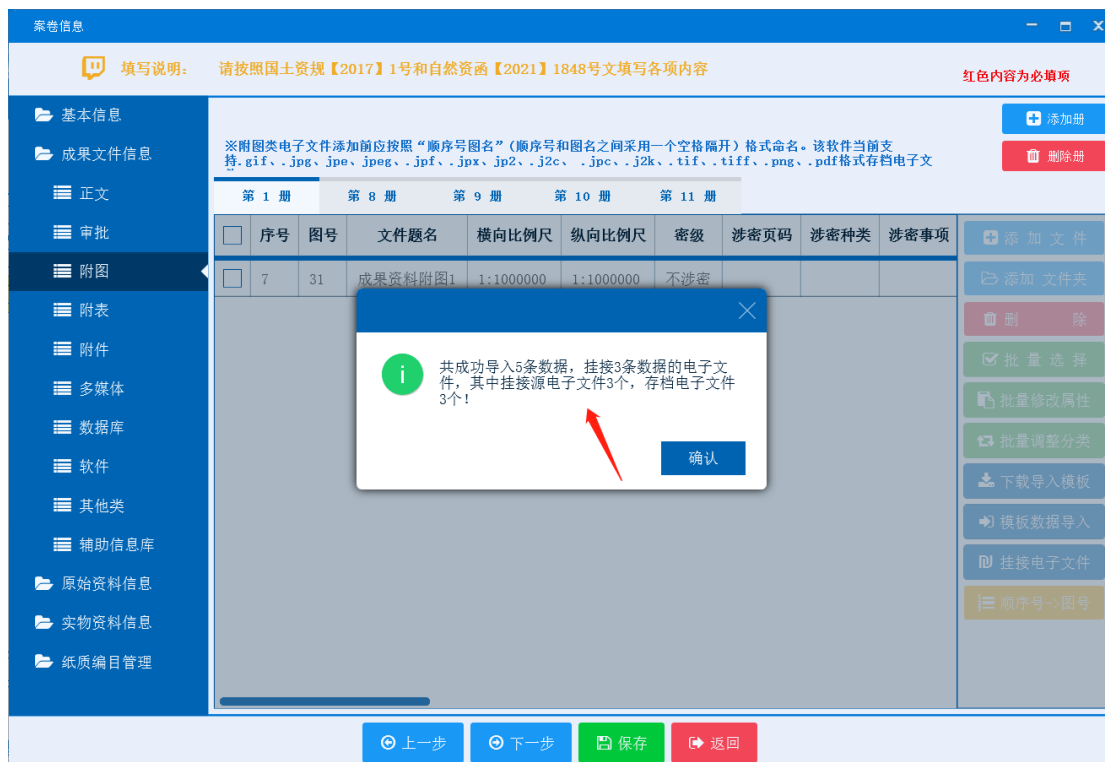 案卷信息
填写说明： 请按照国土资规【2017】1号和自然资函【2021】1848号文填写各项内容
红色内容为必填项
基本信息
成果文件信息
正文
审批
附图
附表
附件
多媒体
数据库
软件
其他类
辅助信息库
原始资料信息
实物资料信息
纸质编目管理
添加册
删除册
※附图类电子文件添加前应按照“顺序号图名”（顺序号和图名之间采用一个空格隔开）格式命名。该软件当前支
持.gif、.jpg、jpe、jpeg、.jpf、.jpx、jp2、.j2c、 .jpc、.j2k、.tif、.tiff、.png、.pdf格式存档电子文
第 1 册 第 8 册 第 9 册 第 10 册 第 11 册
序号 图号 文件题名 横向比例尺 纵向比例尺 密级 涉密页码 涉密种类 涉密事项
7 31 成果资料附图1 1:1000000 1:1000000 不涉密
共成功导入5条数据，挂接3条数据的电子文
件，其中挂接源电子文件3个，存档电子文件
3个！
确认
添 加 文 件
添加 文件夹
删 除
批 量 选 择
批量修改属性
批量调整分类
下载导入模板
模板数据导入
挂接电子文件
顺序号->图号
上一步 下一步 保存 返回